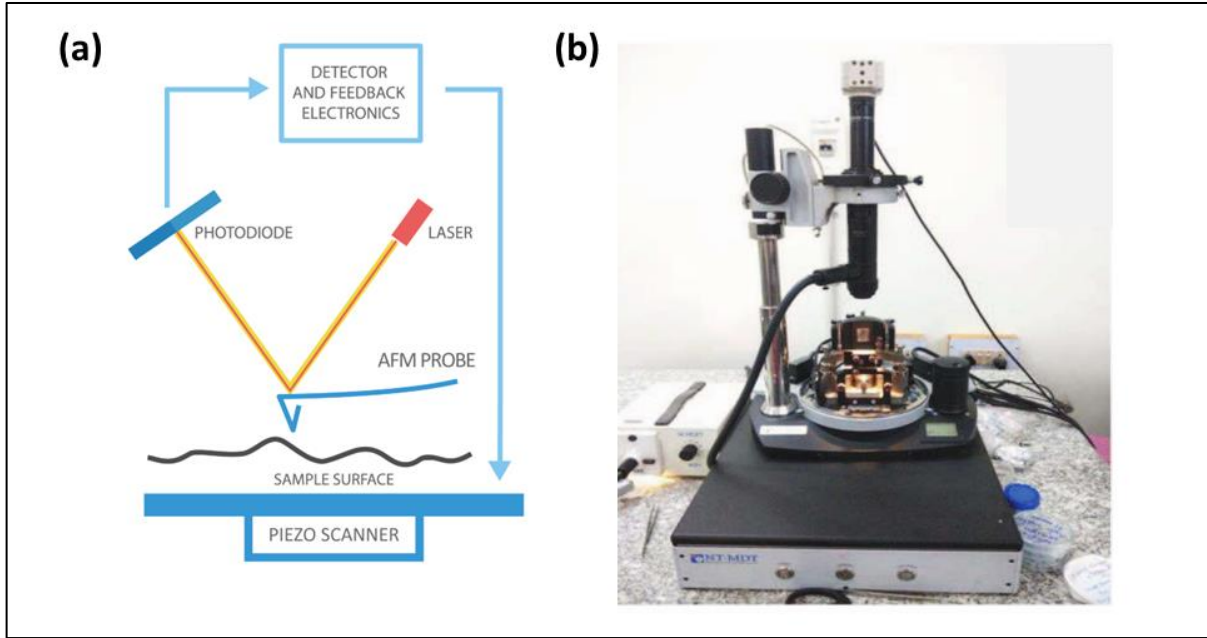 (a)
DETECTOR
AND FEEDBACK
ELECTRONICS
PHOTODIODE
LASER
AFM PROBE
SAMPLE SURFACE
PIEZO SCANNER
(b)
NT-MDT